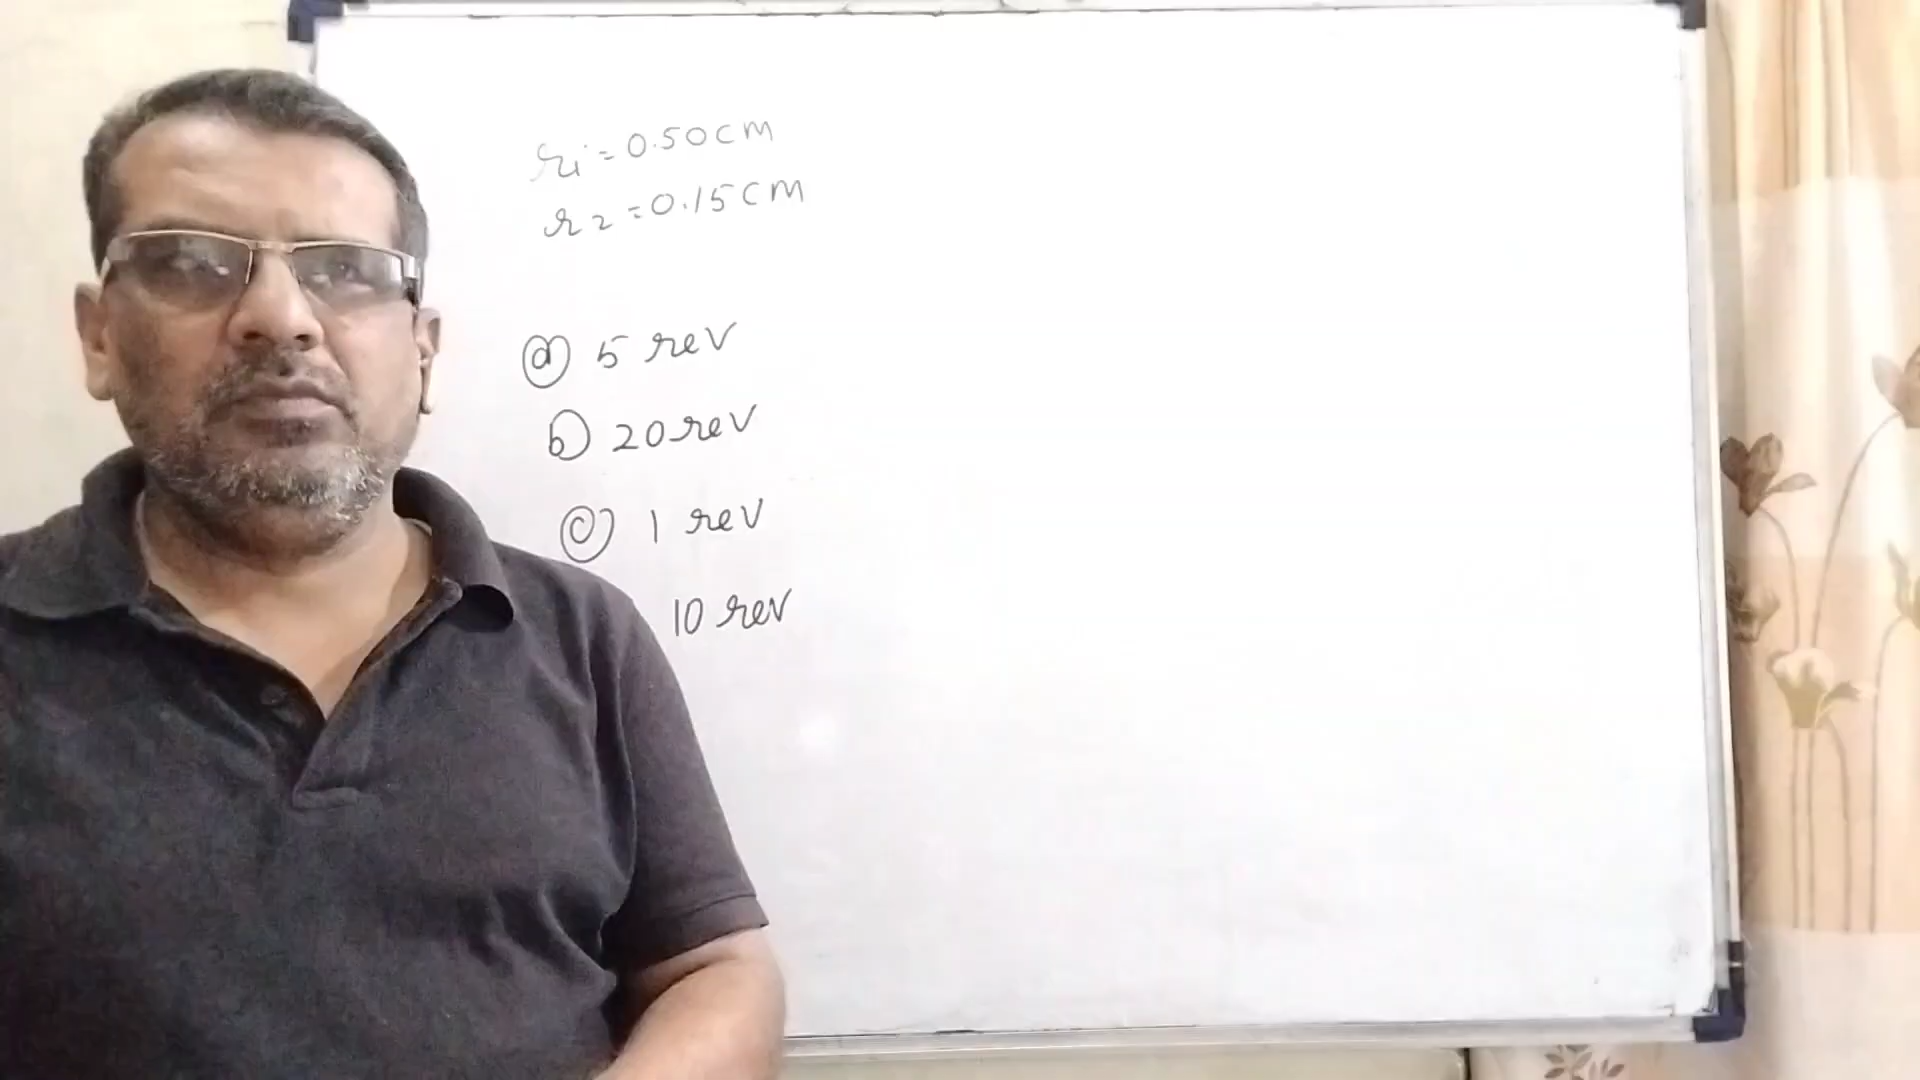 r1 = 0.50 cm
r2 = 0.15 cm
(a) 5 rev
(b) 20 rev
(c) 1 rev
10 rev